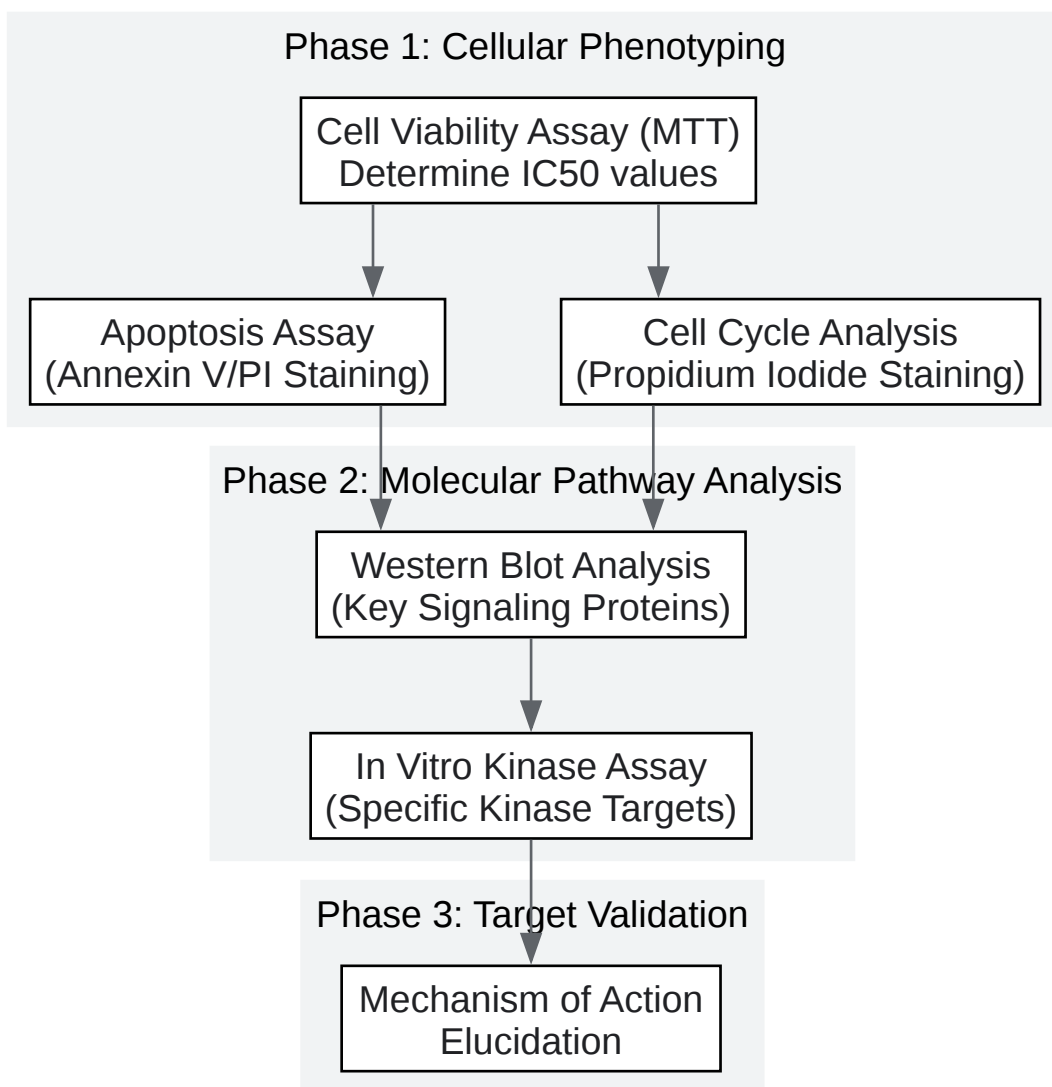 Phase 1: Cellular Phenotyping
Cell Viability Assay (MTT)
Determine IC50 values
Apoptosis Assay
(Annexin V/PI Staining)
Cell Cycle Analysis
(Propidium Iodide Staining)
Phase 2: Molecular Pathway Analysis
Western Blot Analysis
(Key Signaling Proteins)
In Vitro Kinase Assay
(Specific Kinase Targets)
Phase 3: Target Validation
Mechanism of Action
Elucidation